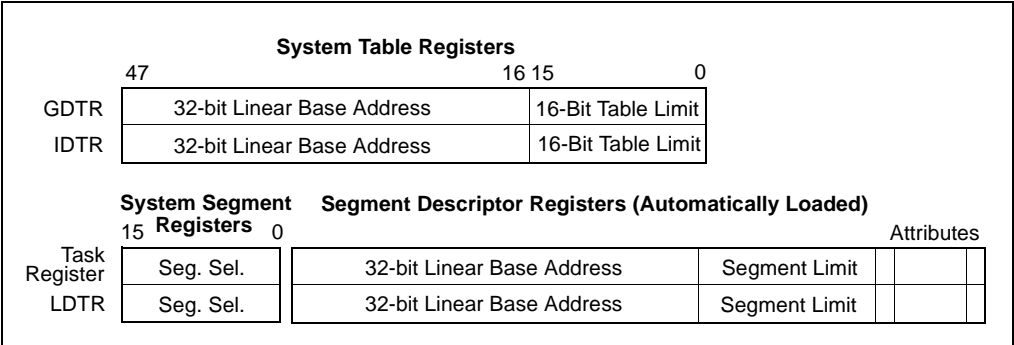 System Table Registers
47 16 15 0
GDTR 32-bit Linear Base Address 16-Bit Table Limit
IDTR 32-bit Linear Base Address 16-Bit Table Limit
System Segment Registers Segment Descriptor Registers (Automatically Loaded)
15 0 Attributes
Task Register Seg. Sel. 32-bit Linear Base Address Segment Limit
LDTR Seg. Sel. 32-bit Linear Base Address Segment Limit